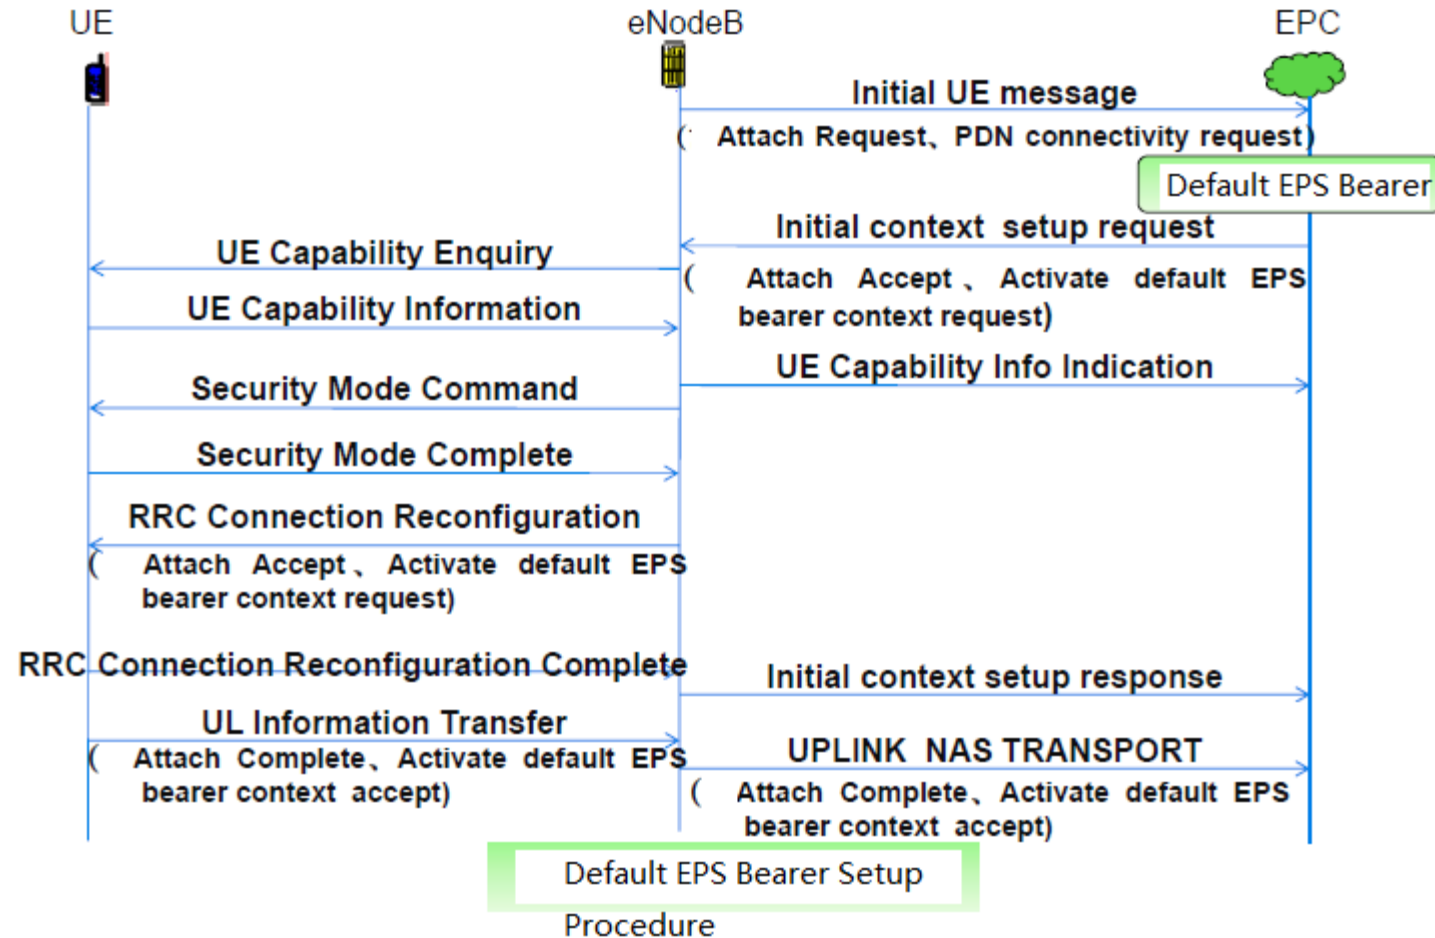 UE
eNodeB
EPC
Initial UE message
( Attach Request、PDN connectivity request)
Default EPS Bearer
Initial context setup request
UE Capability Enquiry
( Attach Accept 、 Activate default EPS
bearer context request)
UE Capability Information
UE Capability Info Indication
Security Mode Command
Security Mode Complete
RRC Connection Reconfiguration
( Attach Accept 、 Activate default EPS
bearer context request)
RRC Connection Reconfiguration Complete
Initial context setup response
UL Information Transfer
( Attach Complete、Activate default EPS
bearer context accept)
UPLINK NAS TRANSPORT
( Attach Complete、Activate default EPS
bearer context accept)
Default EPS Bearer Setup
Procedure